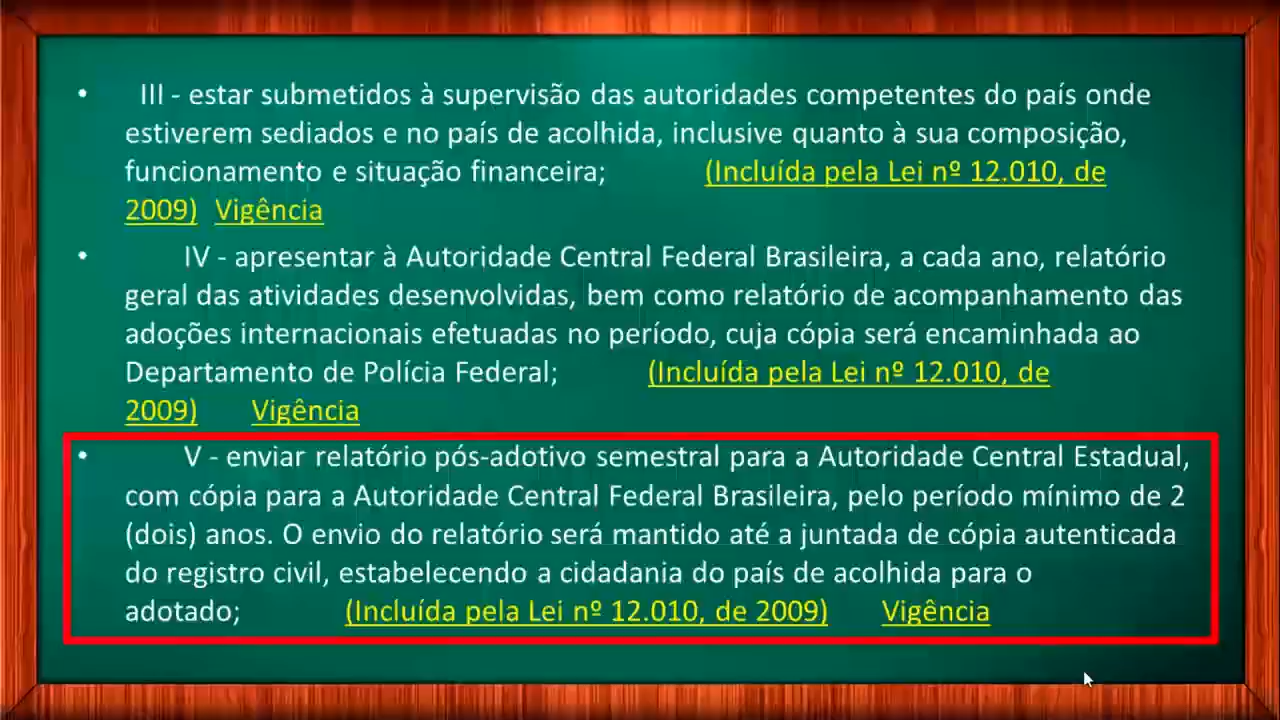 • III - estar submetidos à supervisão das autoridades competentes do país onde
estiverem sediados e no país de acolhida, inclusive quanto à sua composição,
funcionamento e situação financeira; (Incluída pela Lei nº 12.010, de
2009) Vigência
• IV - apresentar à Autoridade Central Federal Brasileira, a cada ano, relatório
geral das atividades desenvolvidas, bem como relatório de acompanhamento das
adoções internacionais efetuadas no período, cuja cópia será encaminhada ao
Departamento de Polícia Federal; (Incluída pela Lei nº 12.010, de
2009) Vigência
• V - enviar relatório pós-adotivo semestral para a Autoridade Central Estadual,
com cópia para a Autoridade Central Federal Brasileira, pelo período mínimo de 2
(dois) anos. O envio do relatório será mantido até a juntada de cópia autenticada
do registro civil, estabelecendo a cidadania do país de acolhida para o
adotado; (Incluída pela Lei nº 12.010, de 2009) Vigência